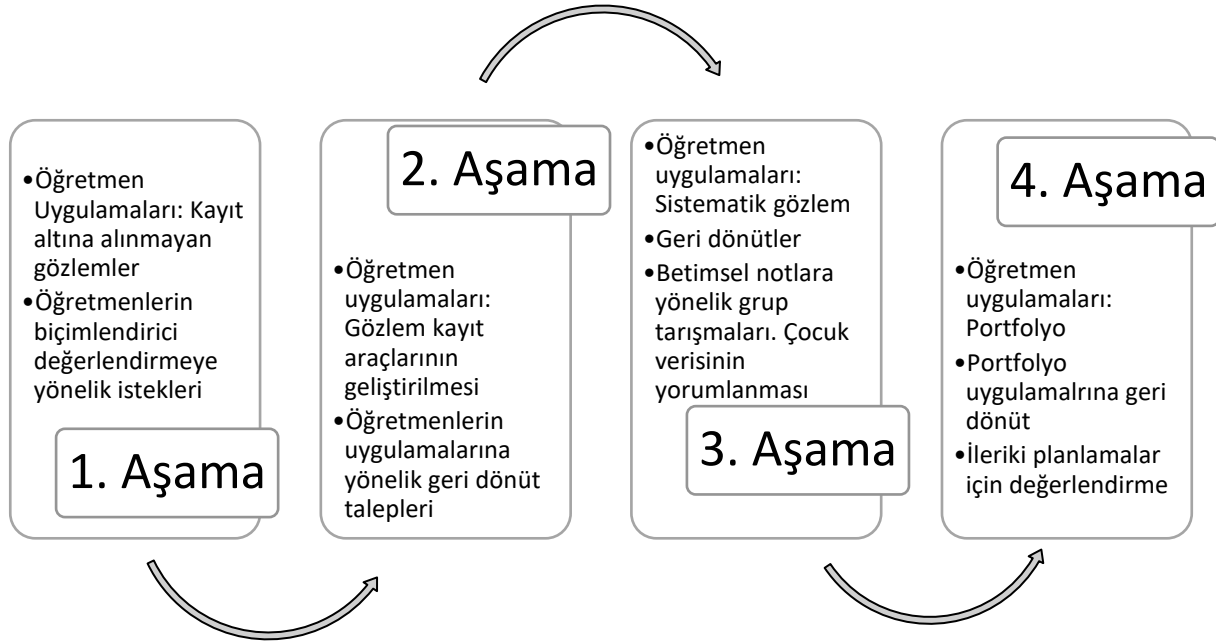 •Öğretmen
Uygulamaları: Kayıt
altına alınmayan
gözlemler
•Öğretmenlerin
biçimlendirici
değerlendirmeye
yönelik istekleri
1. Aşama
2. Aşama
•Öğretmen
uygulamaları:
Gözlem kayıt
araçlarının
geliştirilmesi
•Öğretmenlerin
uygulamalarına
yönelik geri dönüt
talepleri
•Öğretmen
uygulamaları:
Sistematik gözlem
•Geri dönütler
•Betimsel notlara
yönelik grup
tarışmaları. Çocuk
verisinin
yorumlanması
3. Aşama
4. Aşama
•Öğretmen
uygulamaları:
Portfolyo
•Portfolyo
uygulamalrına geri
dönüt
•İleriki planlamalar
için değerlendirme